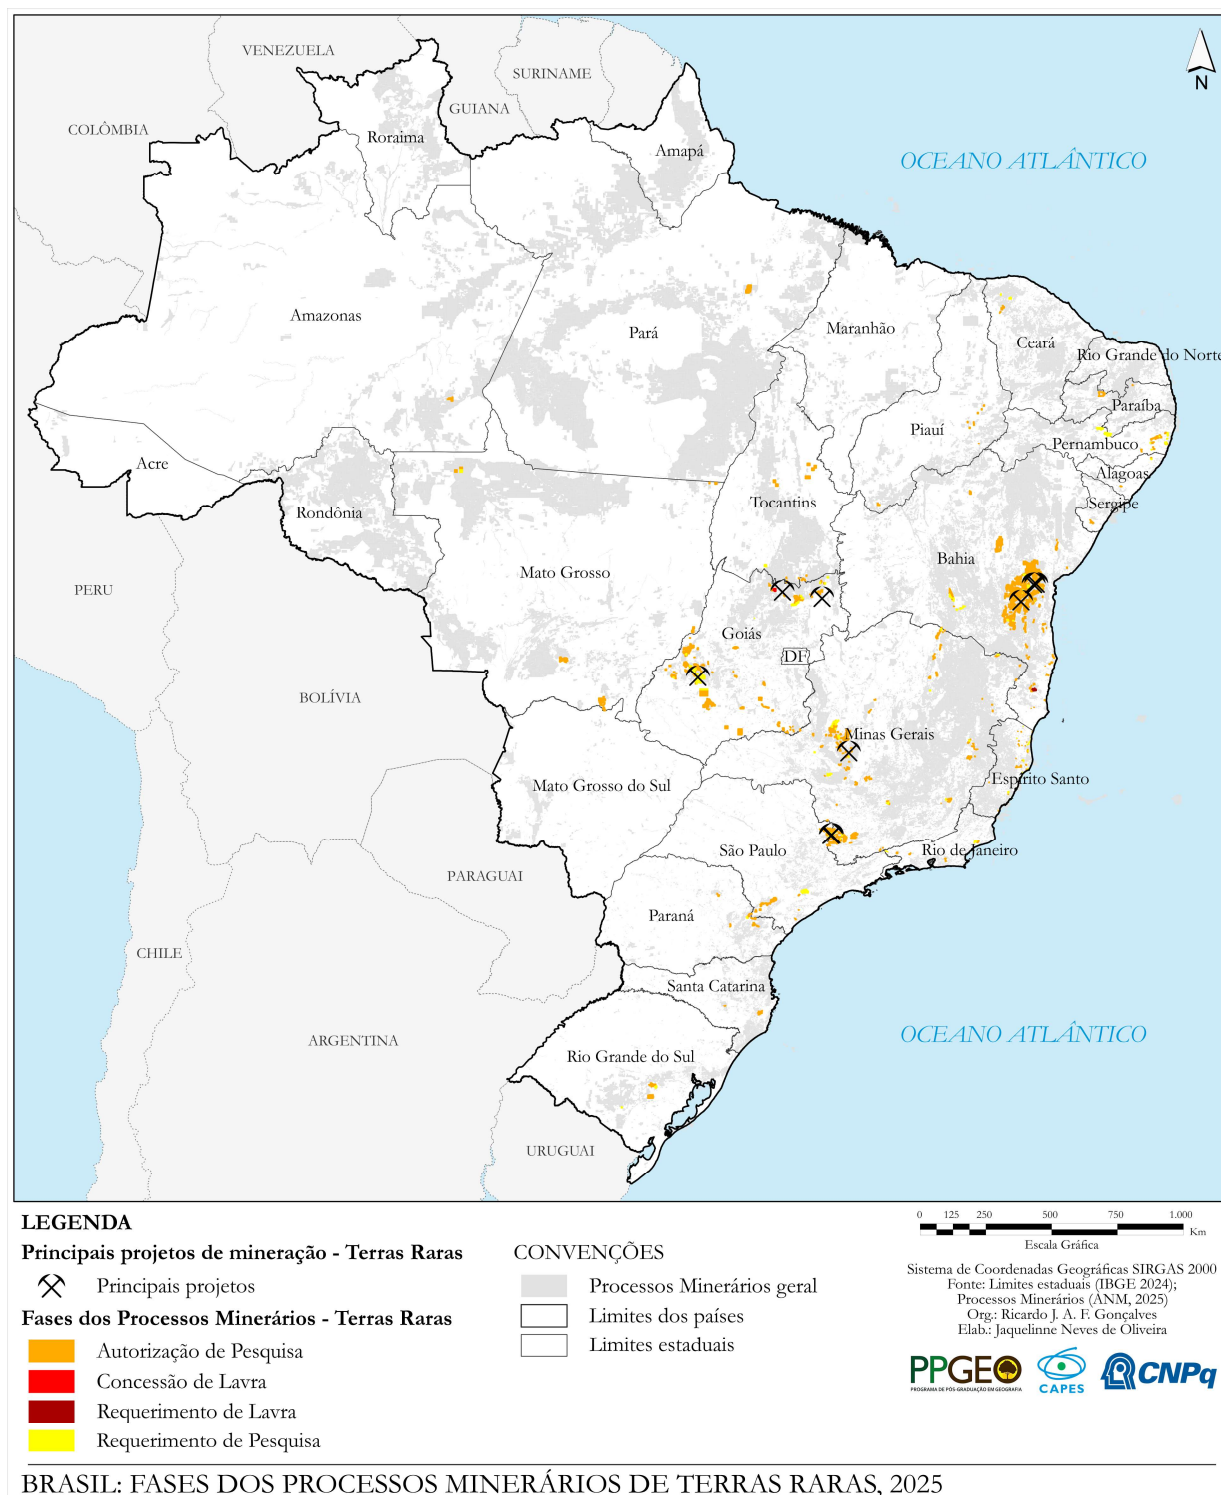 VENEZUELA
SURINAME
GUIANA
COLÔMBIA
Roraima
Amapá
N
OCEANO ATLÂNTICO
Amazonas
Pará
Maranhão
Ceará
Rio Grande do Norte
Paraíba
Piauí
Pernambuco
Acre
Alagoas
Tocantins
Sergipe
Rondônia
Bahia
Mato Grosso
PERU
Goiás
DF
BOLÍVIA
Minas Gerais
Espírito Santo
Mato Grosso do Sul
São Paulo
Rio de Janeiro
PARAGUAI
Paraná
CHILE
Santa Catarina
OCEANO ATLÂNTICO
ARGENTINA
Rio Grande do Sul
URUGUAI
LEGENDA
Principais projetos de mineração - Terras Raras
Principais projetos
Fases dos Processos Minerários - Terras Raras
Autorização de Pesquisa
Concessão de Lavra
Requerimento de Lavra
Requerimento de Pesquisa
CONVENÇÕES
Processos Minerários geral
Limites dos países
Limites estaduais
0 125 250 500 750 1.000
Km
Escala Gráfica
Sistema de Coordenadas Geográficas SIRGAS 2000
Fonte: Limites estaduais (IBGE 2024);
Processos Minerários (ANM, 2025)
Org.: Ricardo J. A. F. Gonçalves
Elab.: Jaquelinne Neves de Oliveira
PPGEO
PROGRAMA DE PÓS-GRADUAÇÃO EM GEOGRAFIA
CAPES
CNPq
BRASIL: FASES DOS PROCESSOS MINERÁRIOS DE TERRAS RARAS, 2025